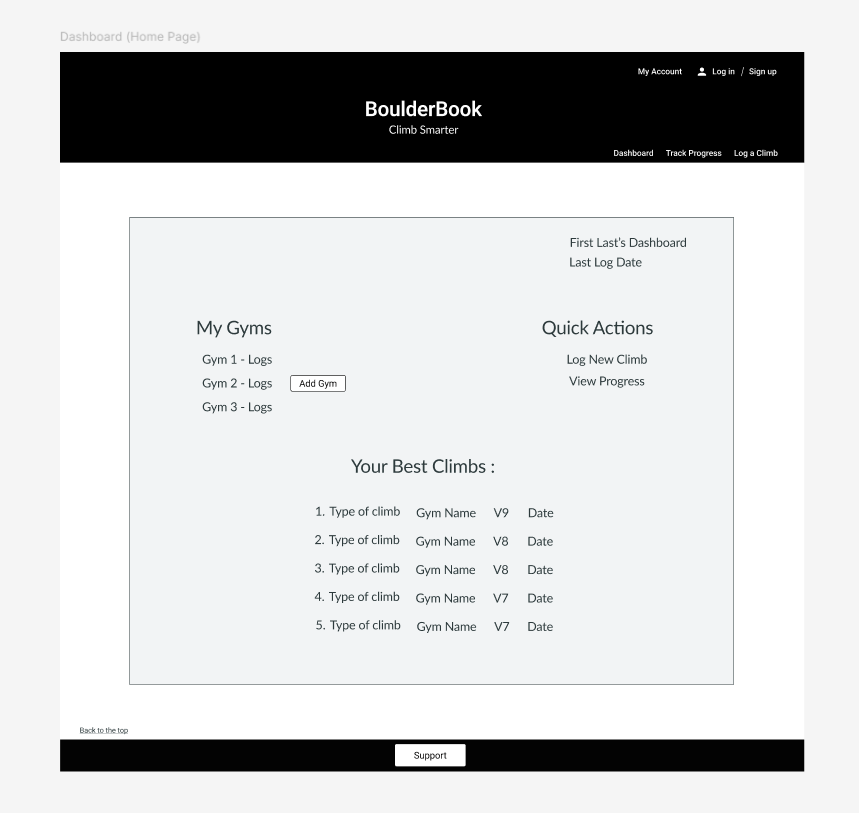 Dashboard (Home Page)
My Account Log in / Sign up
BoulderBook
Climb Smarter
Dashboard Track Progress Log a Climb
First Last's Dashboard
Last Log Date
My Gyms
Gym 1 - Logs
Gym 2 - Logs Add Gym
Gym 3 - Logs
Quick Actions
Log New Climb
View Progress
Your Best Climbs :
1. Type of climb Gym Name V9 Date
2. Type of climb Gym Name V8 Date
3. Type of climb Gym Name V8 Date
4. Type of climb Gym Name V7 Date
5. Type of climb Gym Name V7 Date
Back to the top
Support